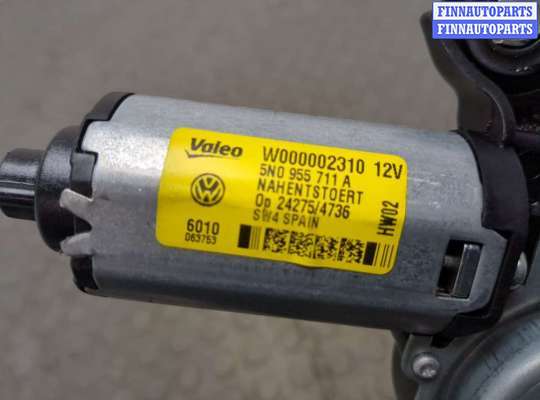 FINNAUTOPARTS
FINNAUTOPARTS
Valeo W000002310 12V
5N0 955 711 A
NAHENTSTOERT
Op 24275/4736
SW4 SPAIN
6010
063753
HW02